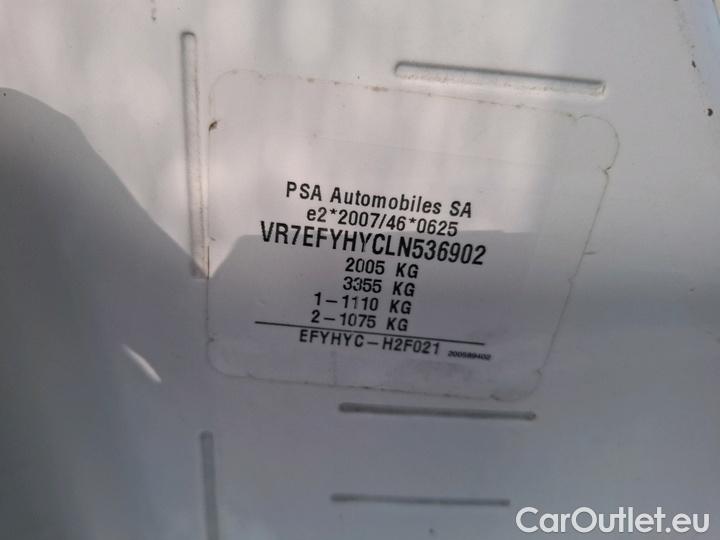 PSA Automobiles SA
e2*2007/46*0625
VR7EFYHYCLN536902
2005 KG
3355 KG
1-1110 KG
2-1075 KG
EFYHYC-H2F021 200589402
CarOutlet.eu